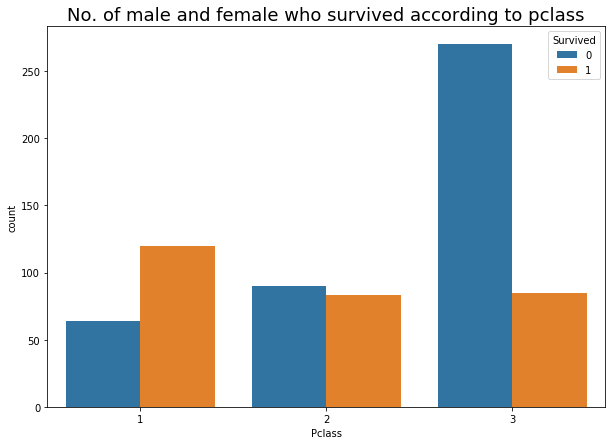 No. of male and female who survived according to pclass
Survived
0
1
250
200
150
100
50
0
count
1 2 3
Pclass